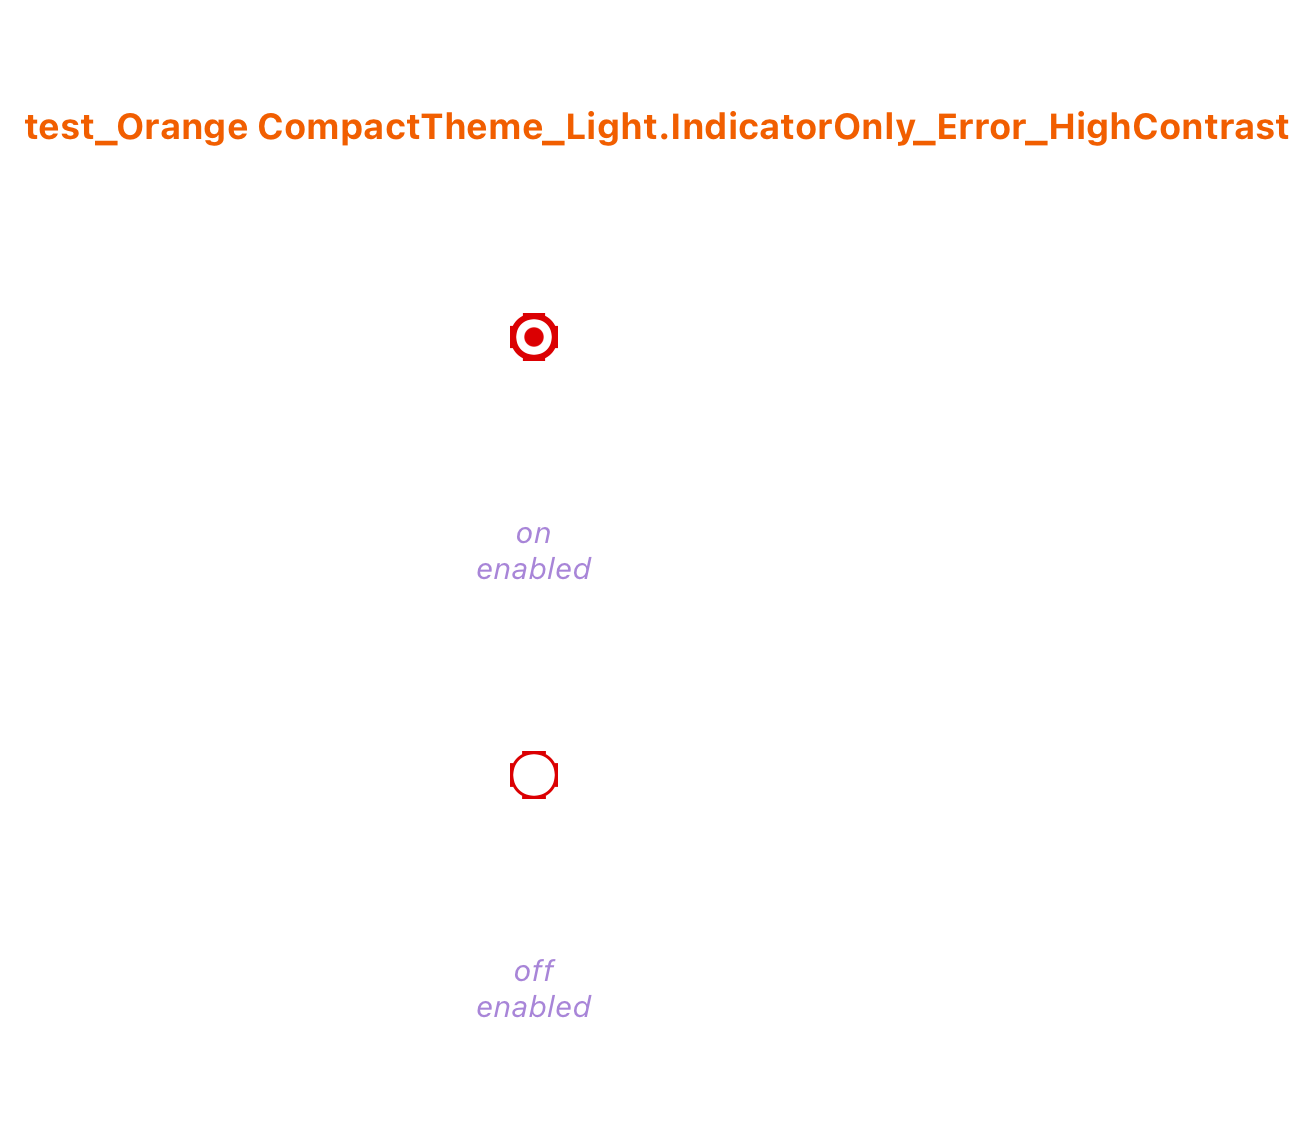 test_Orange CompactTheme_Light.IndicatorOnly_Error_HighContrast
on
enabled
off
enabled